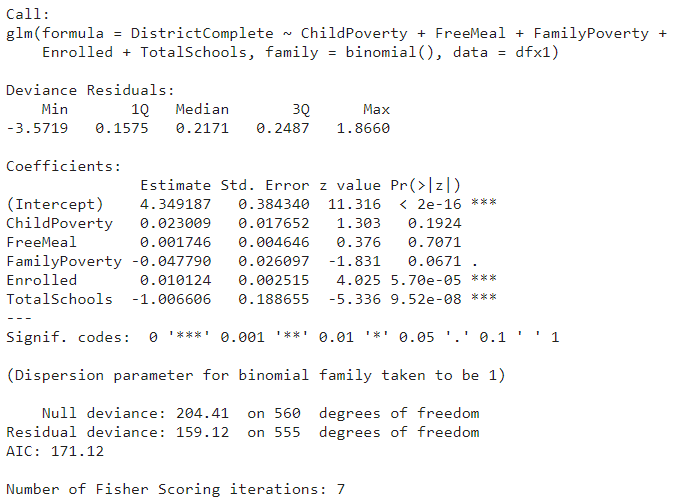 Call:
glm(formula = DistrictComplete ~ ChildPoverty + FreeMeal + FamilyPoverty +
    Enrolled + TotalSchools, family = binomial(), data = dfx1)

Deviance Residuals:
    Min       1Q   Median       3Q      Max
-3.5719   0.1575   0.2171   0.2487   1.8660

Coefficients:
               Estimate Std. Error z value Pr(>|z|)
(Intercept)    4.349187   0.384340  11.316  < 2e-16 ***
ChildPoverty   0.023009   0.017652   1.303   0.1924
FreeMeal       0.001746   0.004646   0.376   0.7071
FamilyPoverty -0.047790   0.026097  -1.831   0.0671 .
Enrolled       0.010124   0.002515   4.025 5.70e-05 ***
TotalSchools  -1.006606   0.188655  -5.336 9.52e-08 ***
---
Signif. codes:  0 '***' 0.001 '**' 0.01 '*' 0.05 '.' 0.1 ' ' 1

(Dispersion parameter for binomial family taken to be 1)

    Null deviance: 204.41  on 560  degrees of freedom
Residual deviance: 159.12  on 555  degrees of freedom
AIC: 171.12

Number of Fisher Scoring iterations: 7